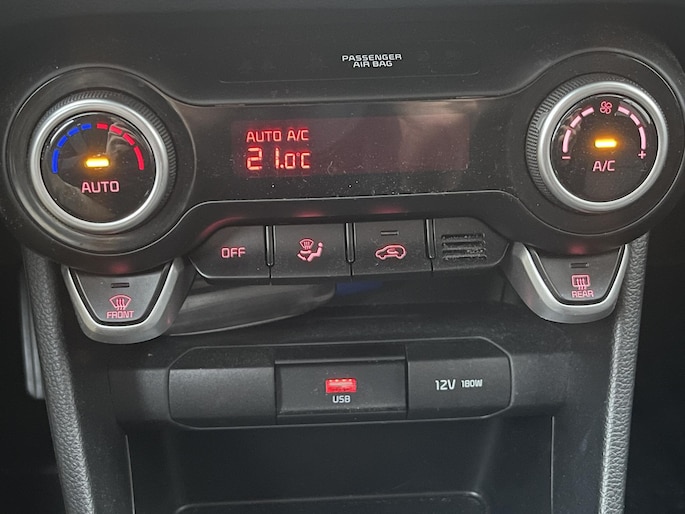 PASSENGER
AIR BAG
AUTO A/C
21.0°C
AUTO
A/C
- +
OFF
FRONT
REAR
USB
12V 180W